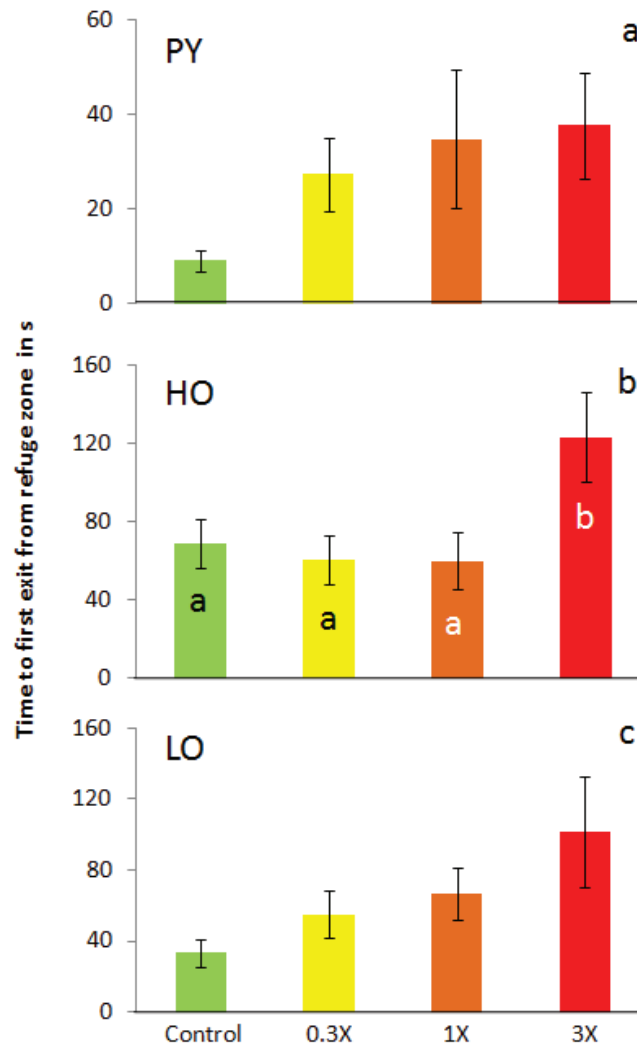 Time to first exit from refuge zone in s
PY
a
60
40
20
0
HO
b
160
120
80
40
0
a
a
a
b
LO
c
160
120
80
40
0
Control 0.3X 1X 3X